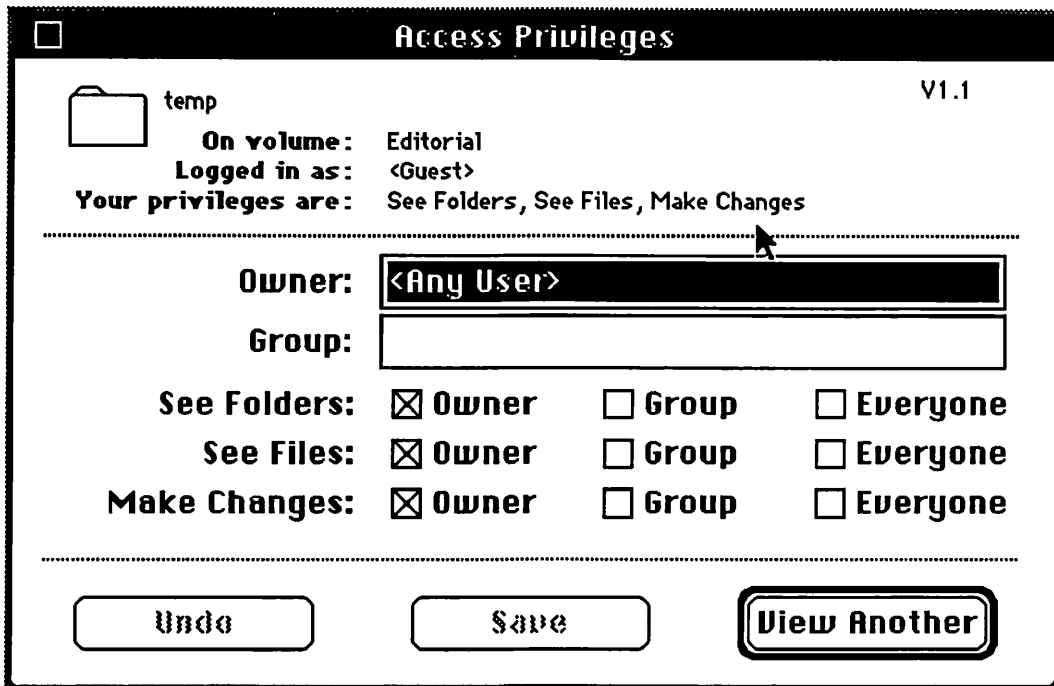 Access Privileges
V1.1
temp
On volume: Editorial
Logged in as: <Guest>
Your privileges are: See Folders, See Files, Make Changes
Owner: <Any User>
Group:
See Folders: Owner Group Everyone
See Files: Owner Group Everyone
Make Changes: Owner Group Everyone
Undo Save View Another